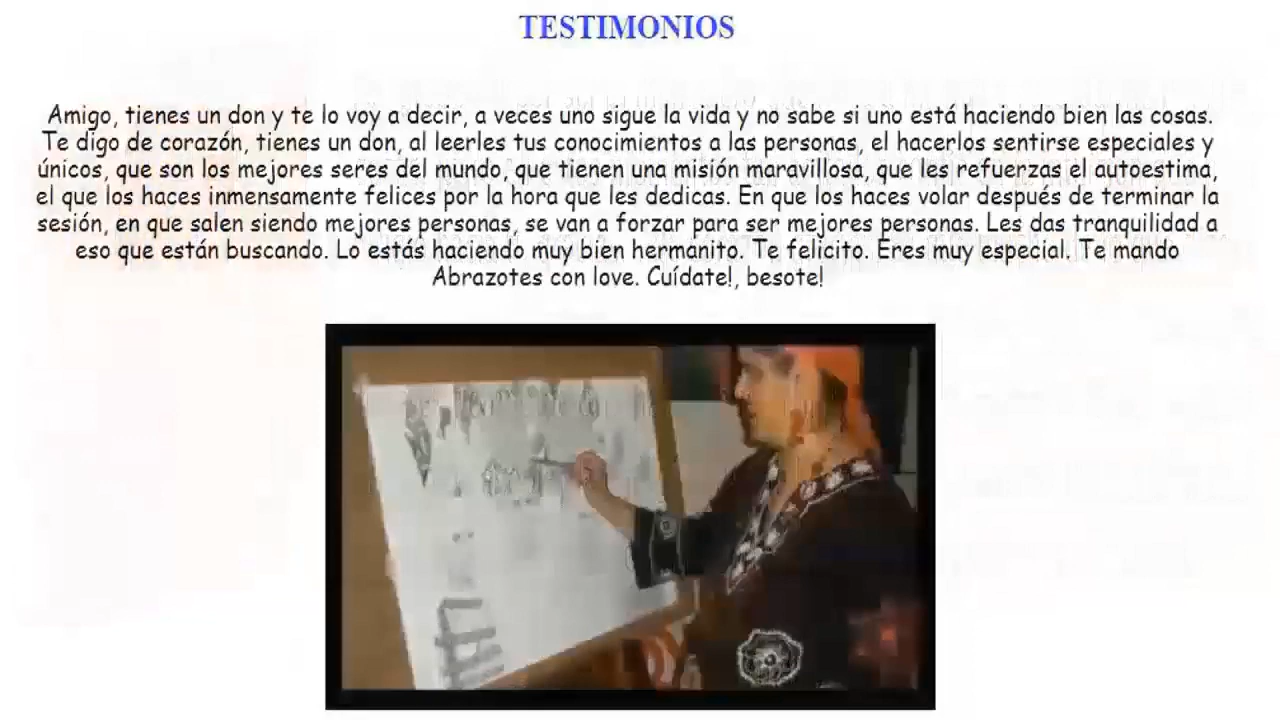 TESTIMONIOS
Amigo, tienes un don y te lo voy a decir, a veces uno sigue la vida y no sabe si uno está haciendo bien las cosas.
Te digo de corazón, tienes un don, al leerles tus conocimientos a las personas, el hacerlos sentirse especiales y
únicos, que son los mejores seres del mundo, que tienen una misión maravillosa, que les refuerzas el autoestima,
el que los haces inmensamente felices por la hora que les dedicas. En que los haces volar después de terminar la
sesión, en que salen siendo mejores personas, se van a forzar para ser mejores personas. Les das tranquilidad a
eso que están buscando. Lo estás haciendo muy bien hermánito. Te felicito. Eres muy especial. Te mando
Abrazotes con love. Cuídate!, besote!